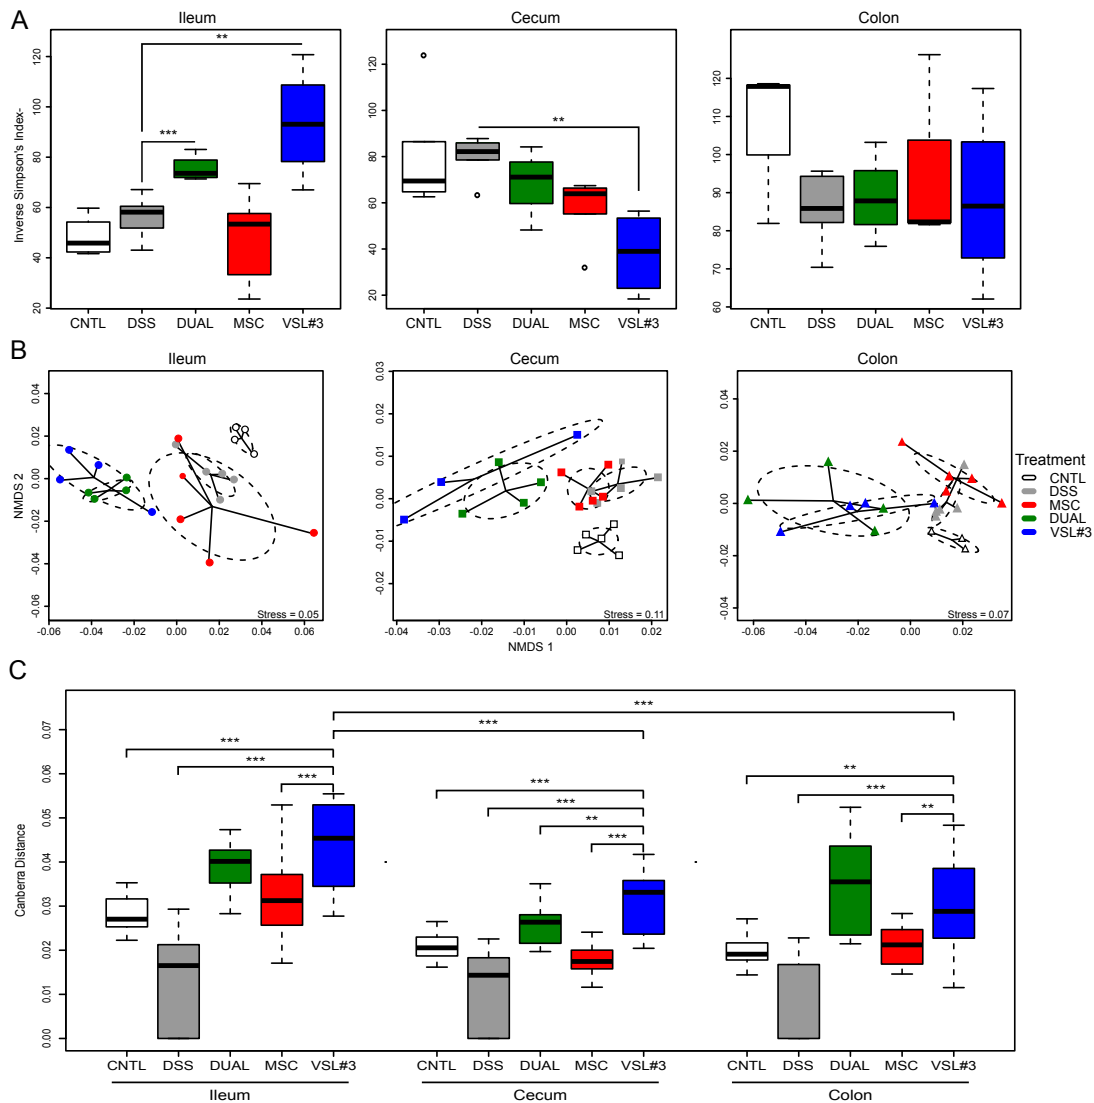 A
Ileum
Cecum
Colon
Inverse Simpson's Index-
20 40 60 80 100 120
** ***
CNTL DSS DUAL MSC VSL#3
20 40 60 80 100 120
**
CNTL DSS DUAL MSC VSL#3
60 70 80 90 100 110 120
CNTL DSS DUAL MSC VSL#3
B
Ileum
Cecum
Colon
NMDS 2
-0.06 -0.04 -0.02 0.00 0.02 0.04
Stress = 0.05
-0.06 -0.04 -0.02 0.00 0.02 0.04 0.06
-0.02 -0.01 0.00 0.01 0.02 0.03
Stress = 0.11
-0.04 -0.03 -0.02 -0.01 0.00 0.01 0.02
NMDS 1
-0.04 -0.02 0.00 0.02 0.04
Stress = 0.07
-0.06 -0.04 -0.02 0.00 0.02
Treatment
CNTL
DSS
MSC
DUAL
VSL#3
C
Canberra Distance
0.00 0.01 0.02 0.03 0.04 0.05 0.06 0.07
***
***
*** ***
*** **
*** *** ***
*** **
**
***
CNTL DSS DUAL MSC VSL#3 CNTL DSS DUAL MSC VSL#3 CNTL DSS DUAL MSC VSL#3
Ileum
Cecum
Colon